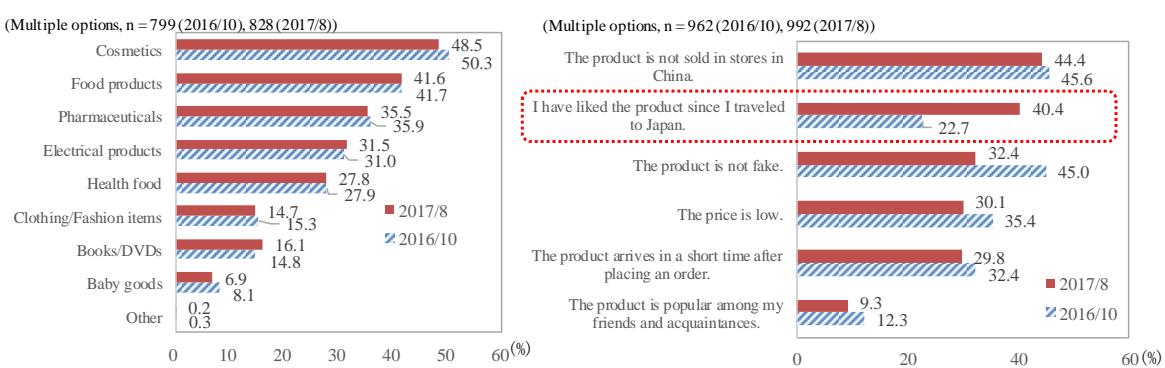 (Multiple options, n = 799 (2016/10), 828 (2017/8))
Cosmetics
48.5
50.3
Food products
41.6
41.7
Pharmaceuticals
35.5
35.9
Electrical products
31.5
31.0
Health food
27.8
27.9
Clothing/Fashion items
14.7
15.3
Books/DVDs
16.1
14.8
Baby goods
6.9
8.1
Other
0.2
0.3
2017/8
2016/10
0 10 20 30 40 50 60 (%)
(Multiple options, n = 962 (2016/10), 992 (2017/8))
The product is not sold in stores in
China.
44.4
45.6
I have liked the product since I traveled
to Japan.
40.4
22.7
The product is not fake.
32.4
45.0
The price is low.
30.1
35.4
The product arrives in a short time after
placing an order.
29.8
32.4
The product is popular among my
friends and acquaintances.
9.3
12.3
2017/8
2016/10
0 20 40 60 (%)